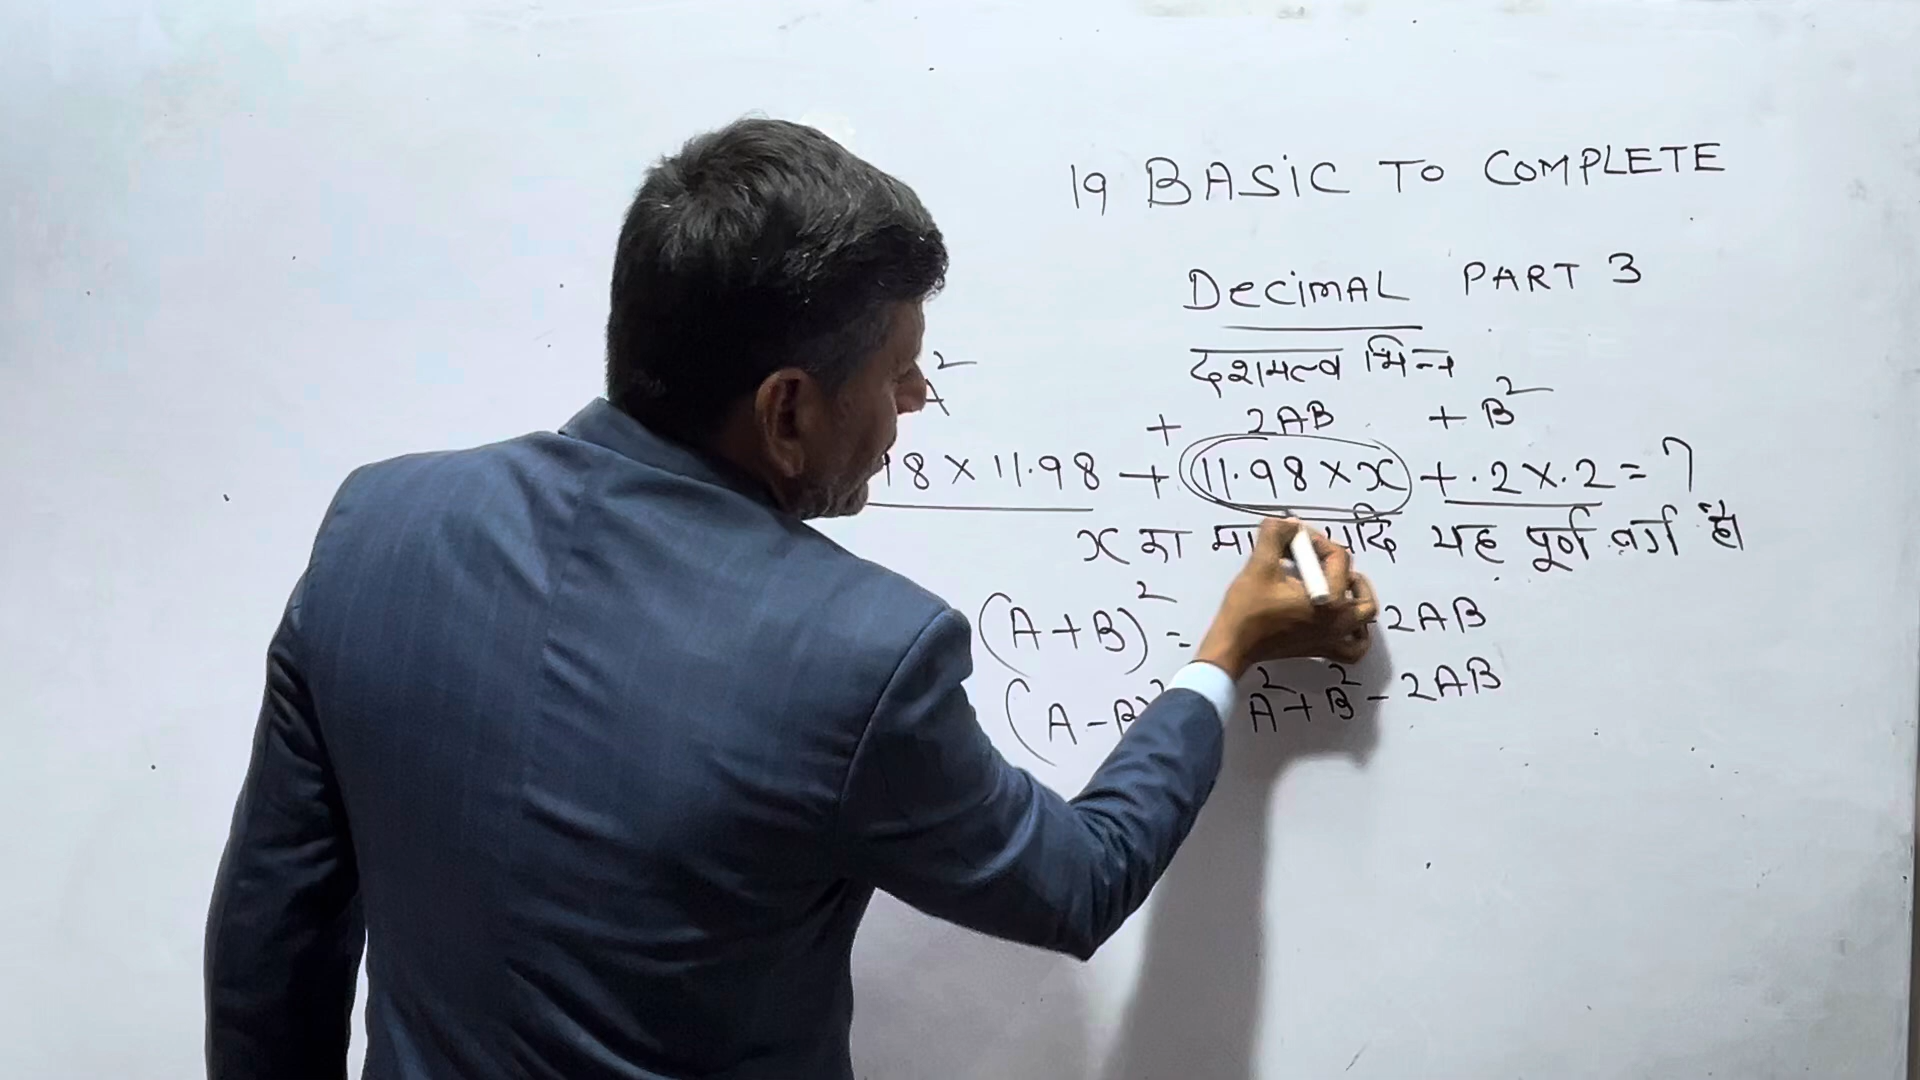 19 BASIC TO COMPLETE
DECIMAL PART 3
दशमलव भिन्न
A² + 2AB + B²
18 × 11.98 + 11.98 × x + .2 × .2 = ?
x का यदि यह पूर्ण वर्ग है
(A+B)² = 2AB
(A-B)² A²+B²-2AB